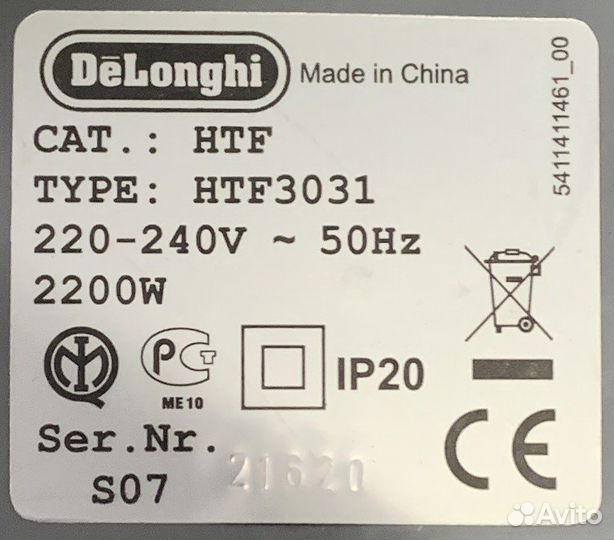 DēLonghi Made in China
5411411461_00
CAT.: HTF
TYPE: HTF3031
220-240V ~ 50Hz
2200W
IP20
ME10
Ser.Nr.
S07 21620
CE
Avito